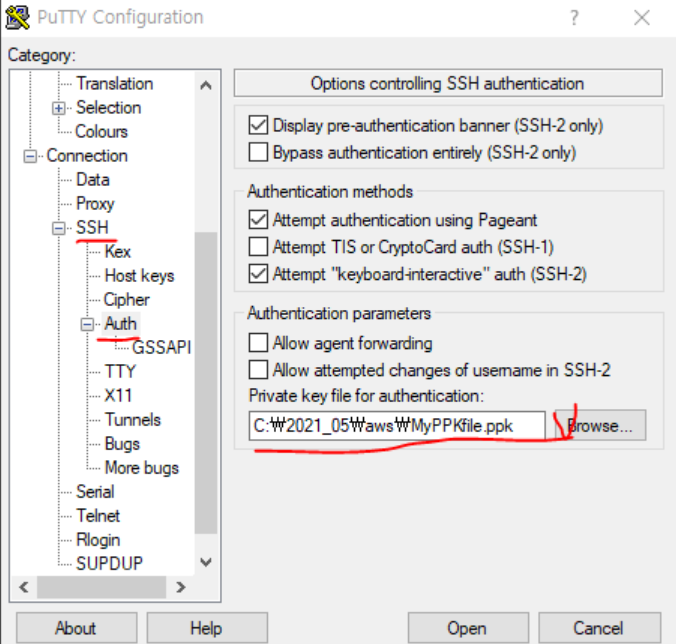 PuTTY Configuration
?
Category:
Translation
Selection
Colours
Connection
Data
Proxy
SSH
Kex
Host keys
Cipher
Auth
GSSAPI
TTY
X11
Tunnels
Bugs
More bugs
Serial
Telnet
Rlogin
SUPDUP
Options controlling SSH authentication
Display pre-authentication banner (SSH-2 only)
Bypass authentication entirely (SSH-2 only)
Authentication methods
Attempt authentication using Pageant
Attempt TIS or CryptoCard auth (SSH-1)
Attempt "keyboard-interactive" auth (SSH-2)
Authentication parameters
Allow agent forwarding
Allow attempted changes of username in SSH-2
Private key file for authentication:
C:₩2021_05₩aws₩MyPPKfile.ppk
Browse...
About
Help
Open
Cancel